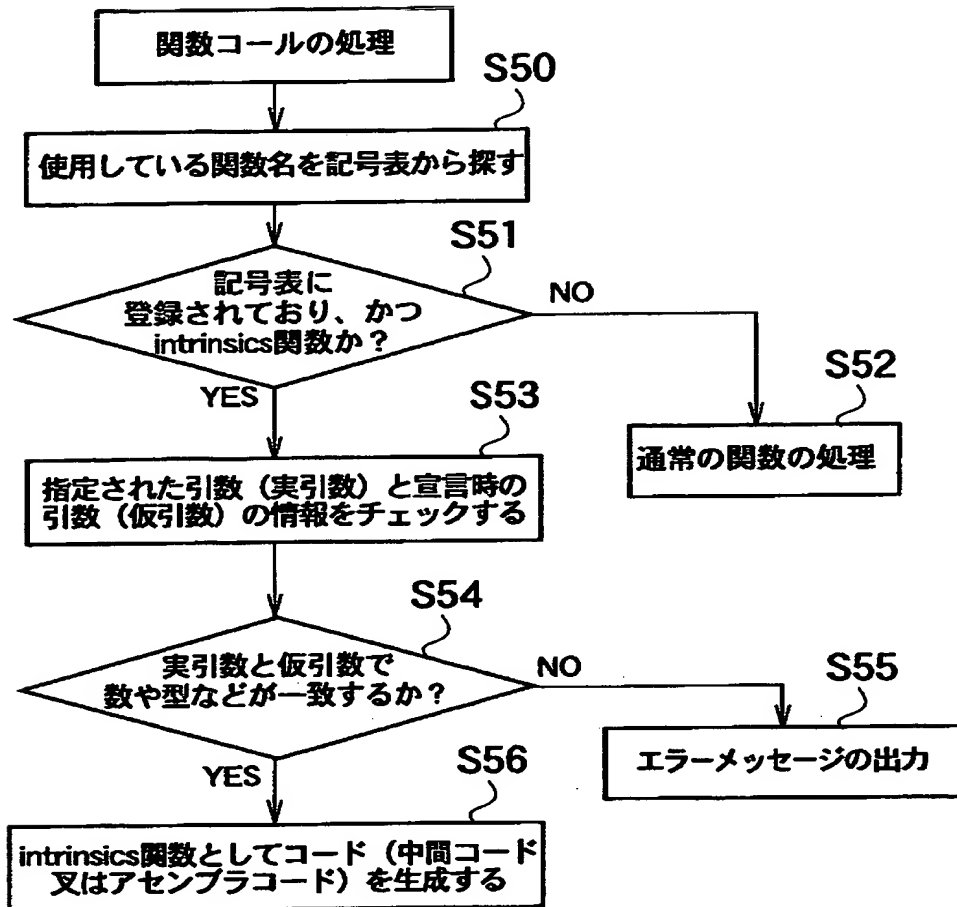 関数コールの処理
S50
使用している関数名を記号表から探す
S51
記号表に
登録されており、かつ
intrinsics関数か？
NO
YES
S52
通常の関数の処理
S53
指定された引数（実引数）と宣言時の
引数（仮引数）の情報をチェックする
S54
実引数と仮引数で
数や型などが一致するか？
NO
YES
S55
エラーメッセージの出力
S56
intrinsics関数としてコード（中間コード
叉はアセンブラコード）を生成する